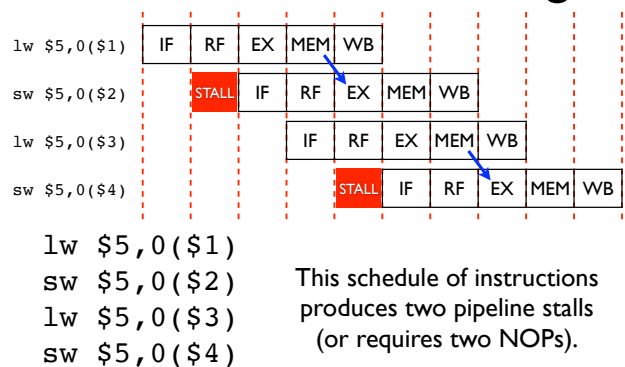 lw $5,0($1) IF RF EX MEM WB
sw $5,0($2) STALL IF RF EX MEM WB
lw $5,0($3) IF RF EX MEM WB
sw $5,0($4) STALL IF RF EX MEM WB
lw $5,0($1)
sw $5,0($2)
lw $5,0($3)
sw $5,0($4)
This schedule of instructions
produces two pipeline stalls
(or requires two NOPs).